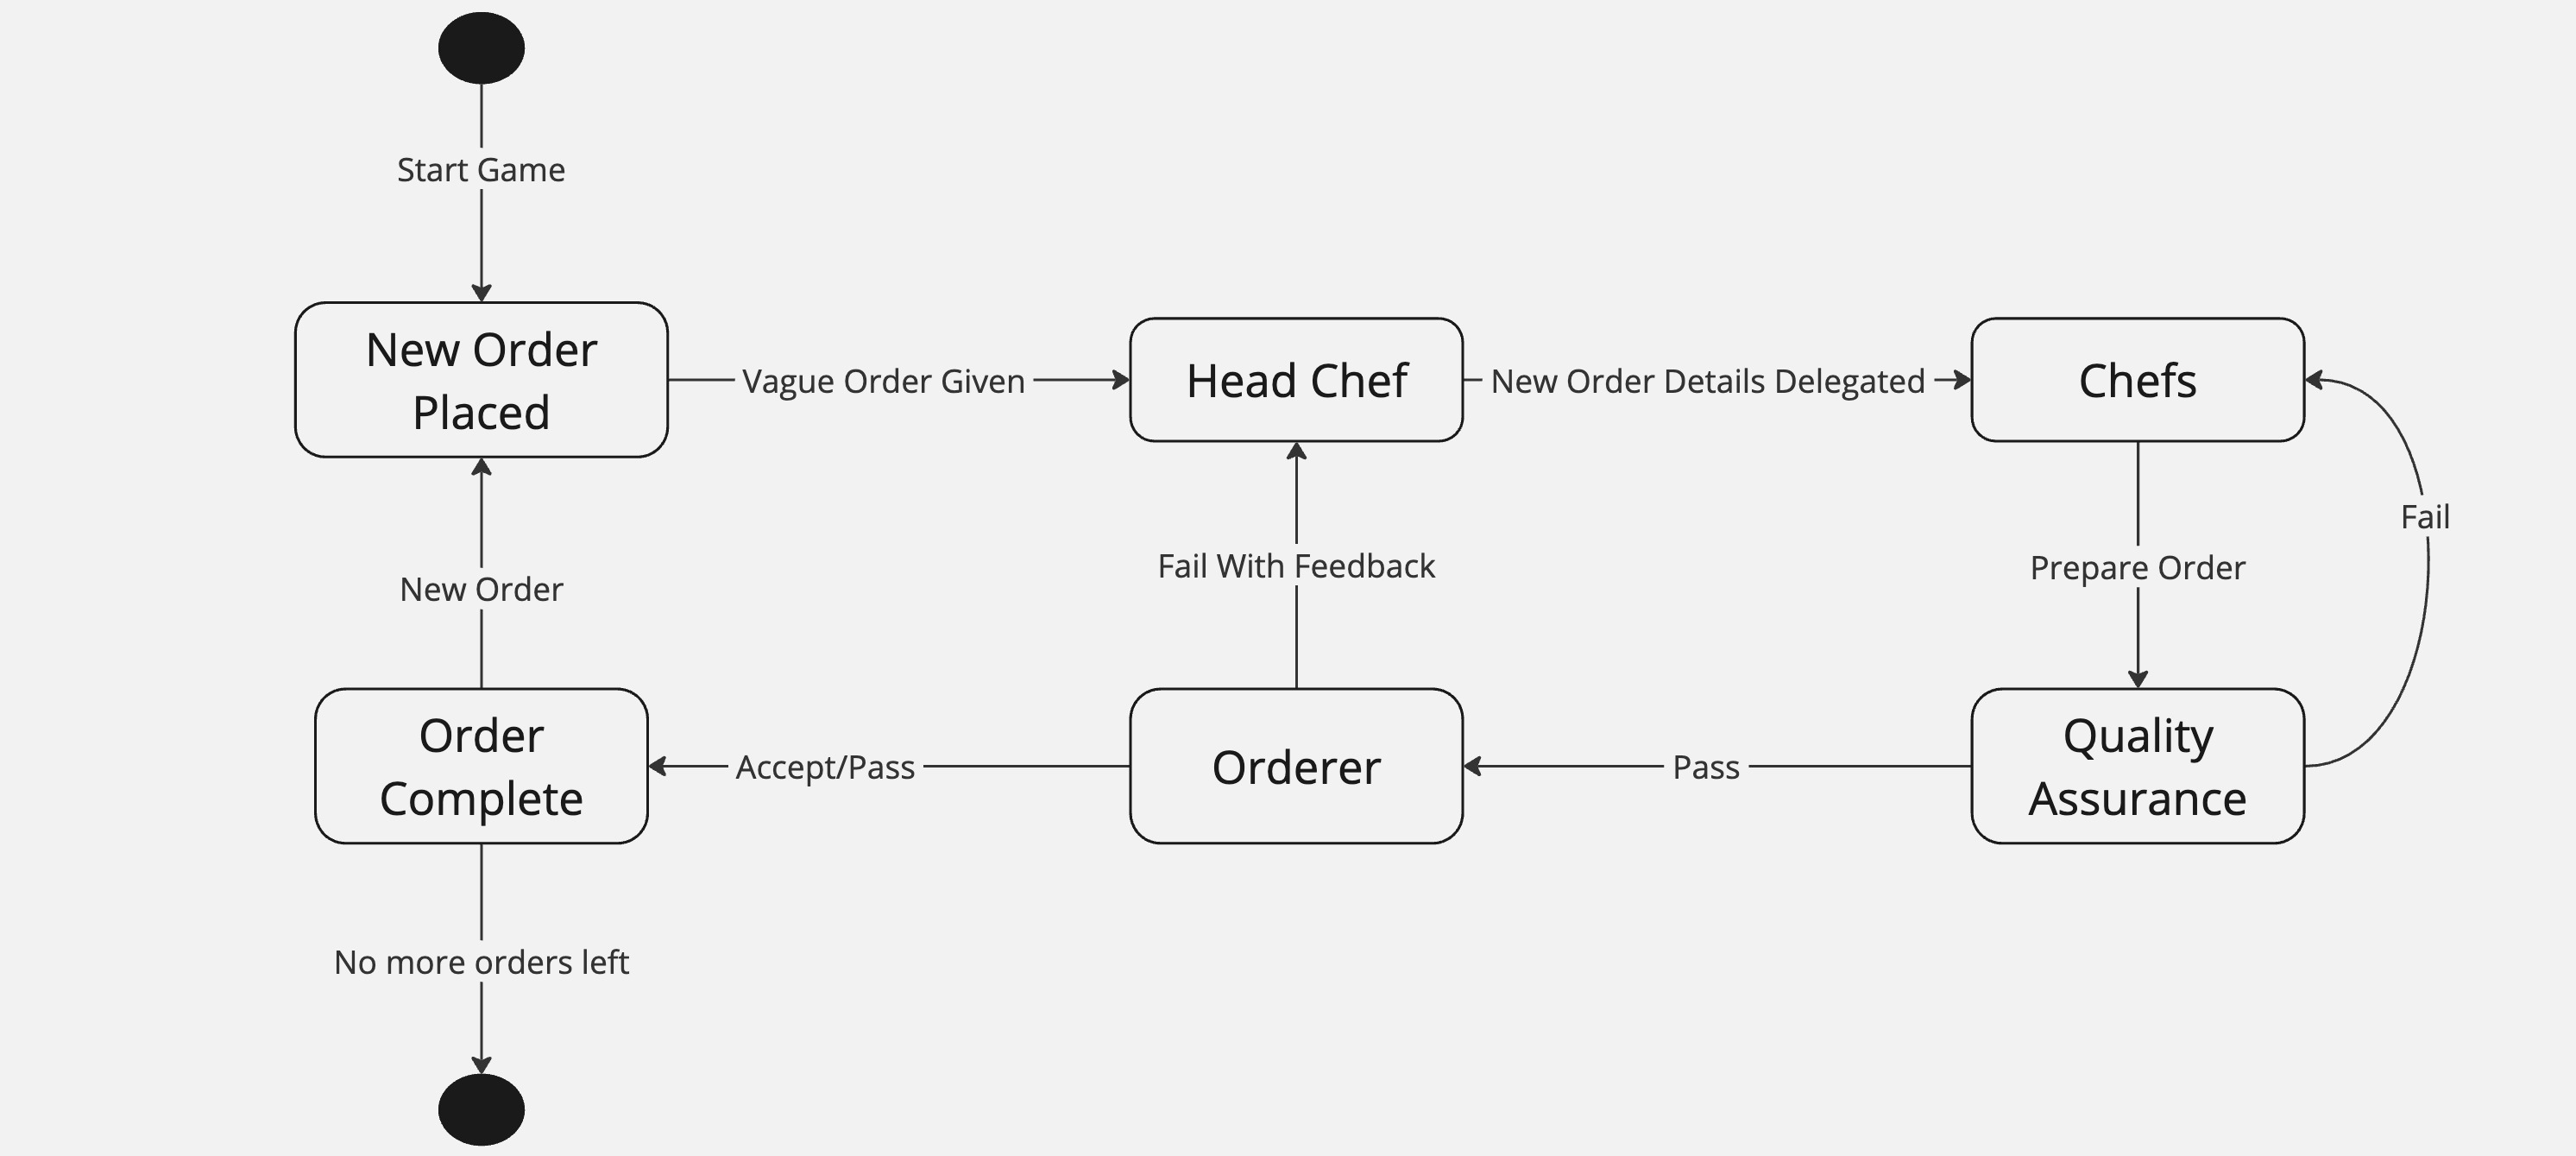 Start Game
New Order
Placed
Vague Order Given
Head Chef
New Order Details Delegated
Chefs
Fail
New Order
Fail With Feedback
Prepare Order
Order
Complete
Accept/Pass
Orderer
Pass
Quality
Assurance
No more orders left